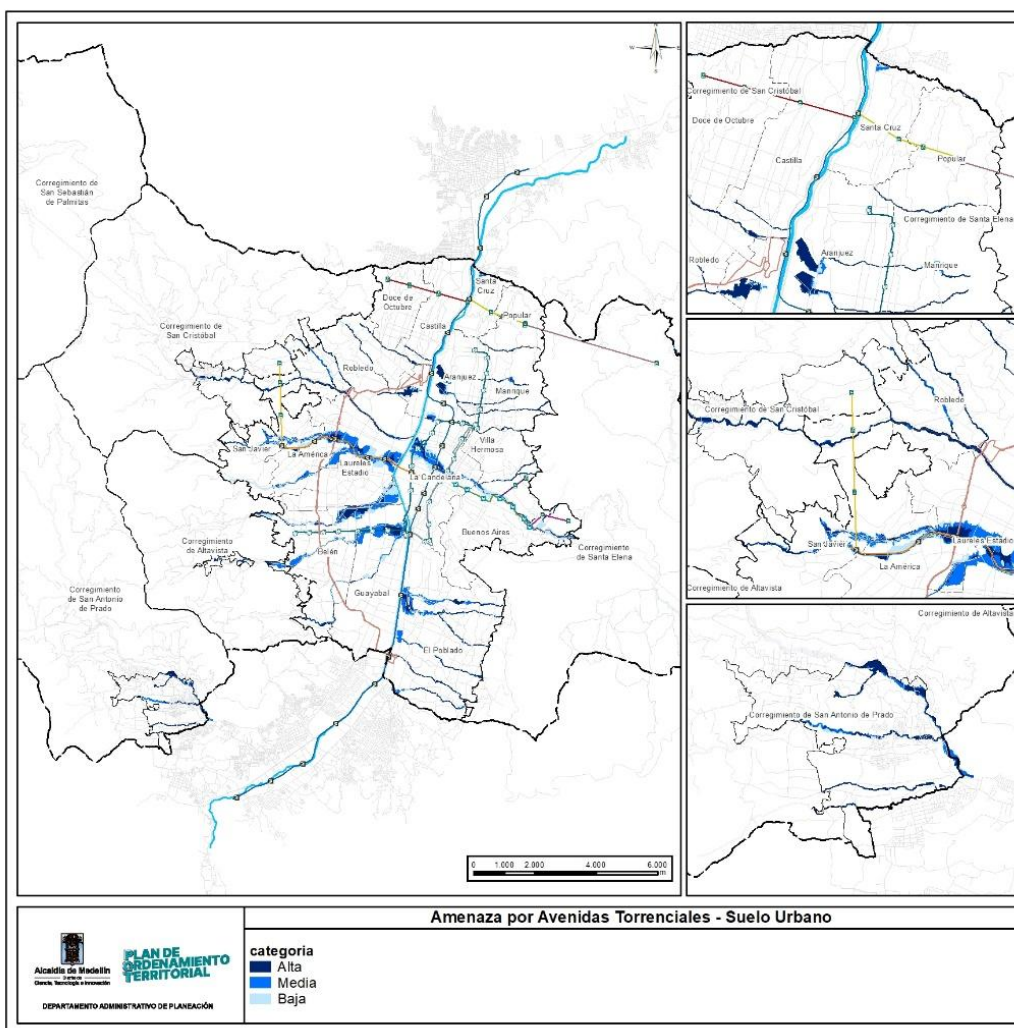 Corregimiento de
San Sebastián
de Palmitas
Corregimiento de
San Cristóbal
Doce de
Octubre
Santa
Cruz
Popular
Castilla
Robledo
Aranjuez
Manrique
San Javier
La América
Laureles
Estadio
Villa
Hermosa
La Candelaria
Buenos Aires
Corregimiento
de Altavista
Belén
Corregimiento
de Santa Elena
Corregimiento
de San Antonio
de Prado
Guayabal
El Poblado
0 1.000 2.000 4.000 6.000
m
Corregimiento de San Cristóbal
Doce de Octubre
Santa Cruz
Castilla
Popular
Corregimiento de Santa Elena
Robledo
Aranjuez
Manrique
Corregimiento de San Cristóbal
Robledo
San Javier
Laureles Estadio
La América
Corregimiento de Altavista
Corregimiento de Altavista
Corregimiento de San Antonio de Prado
Amenaza por Avenidas Torrenciales - Suelo Urbano
Alcaldía de Medellín
Distrito de
Ciencia, Tecnología e Innovación
PLAN DE
ORDENAMIENTO
TERRITORIAL
DEPARTAMENTO ADMINISTRATIVO DE PLANEACIÓN
categoria
Alta
Media
Baja